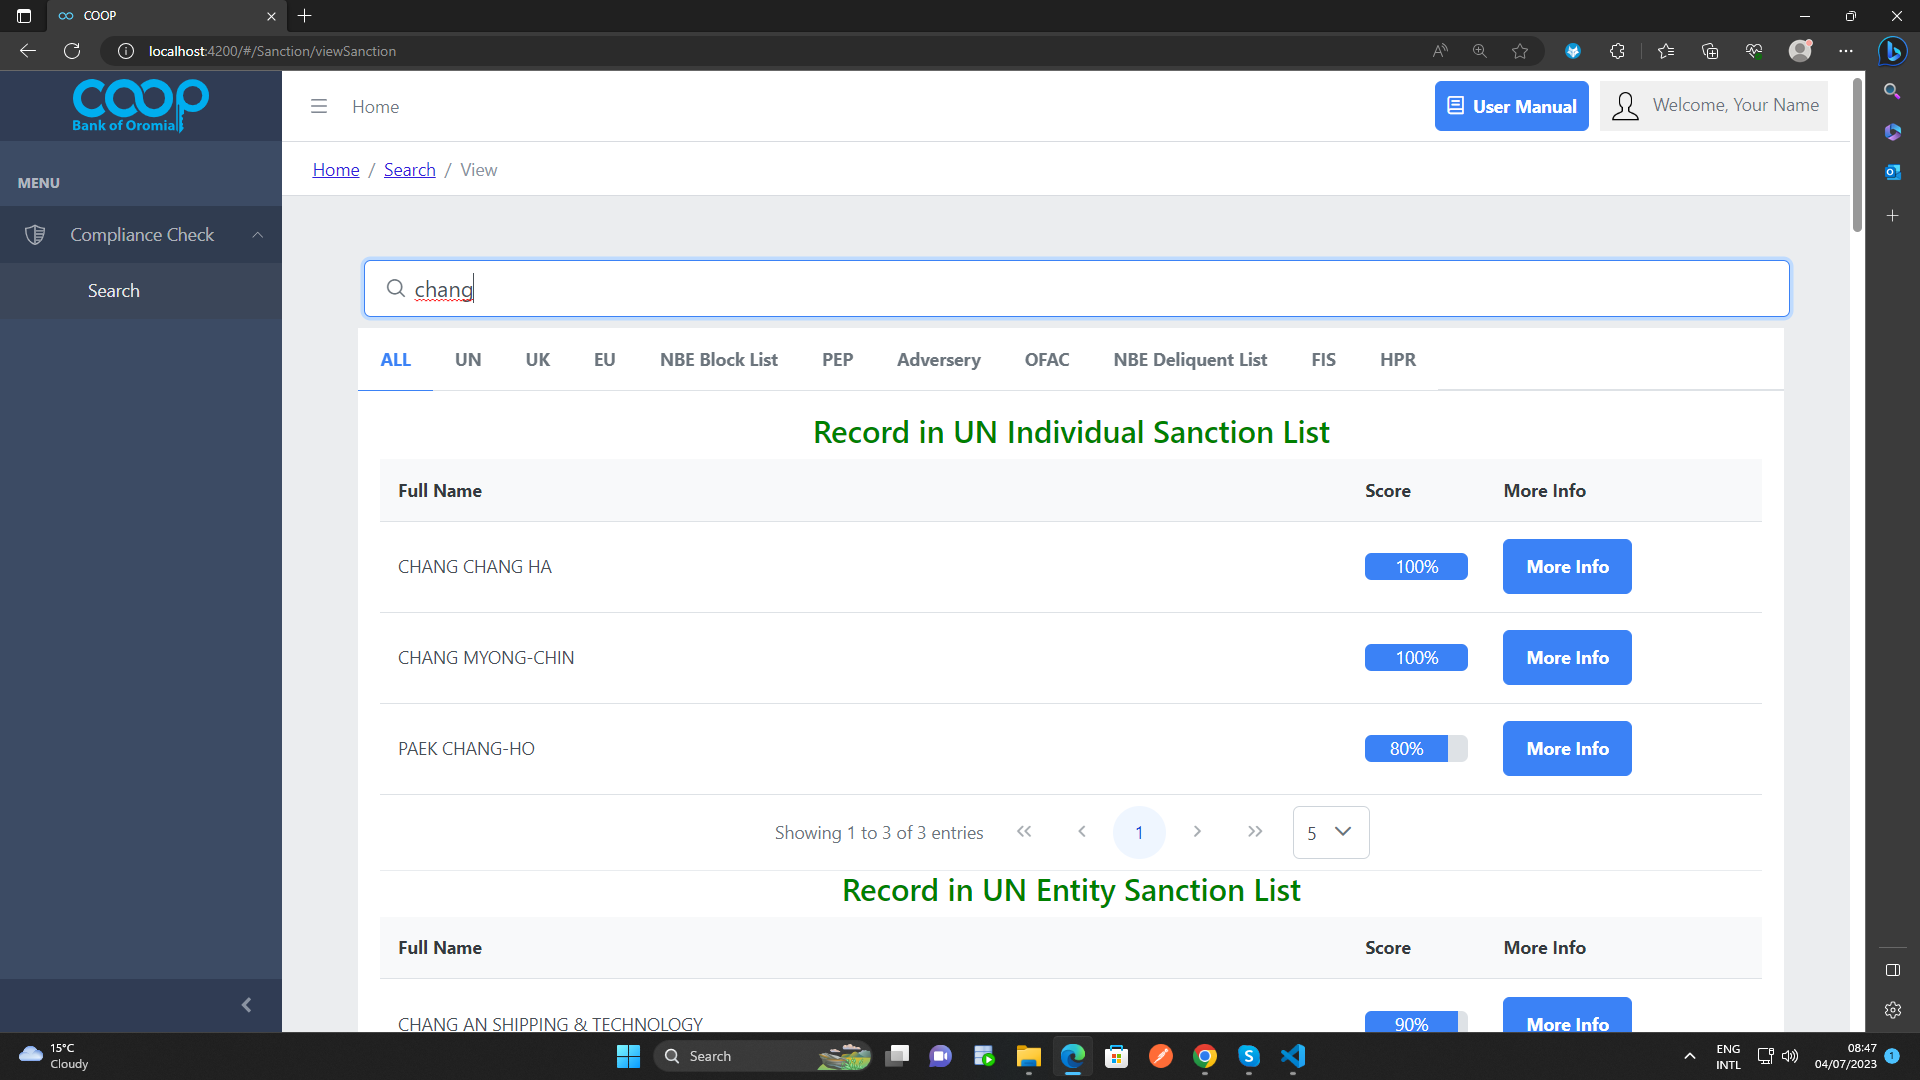 COOP
localhost:4200/#/Sanction/viewSanction
coop
Bank of Oromia
Home
User Manual
Welcome, Your Name
Home / Search / View
MENU
Compliance Check
Search
chang
ALL UN UK EU NBE Block List PEP Adversery OFAC NBE Deliquent List FIS HPR
Record in UN Individual Sanction List
Full Name Score More Info
CHANG CHANG HA 100% More Info
CHANG MYONG-CHIN 100% More Info
PAEK CHANG-HO 80% More Info
Showing 1 to 3 of 3 entries « ‹ 1 › » 5
Record in UN Entity Sanction List
Full Name Score More Info
CHANG AN SHIPPING & TECHNOLOGY 90% More Info
15°C
Cloudy
Search
ENG
INTL
08:47
04/07/2023
1